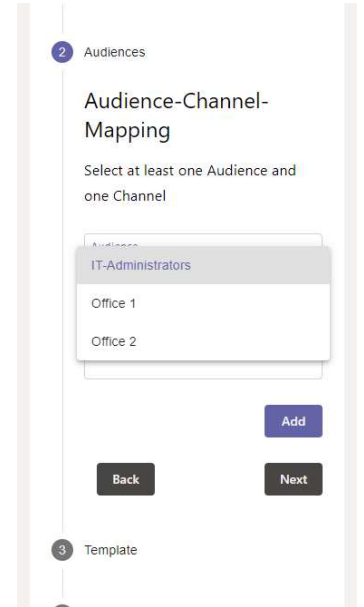 2 Audiences
Audience-Channel-
Mapping
Select at least one Audience and
one Channel
Audience
IT-Administrators
Office 1
Office 2
Add
Back Next
3 Template